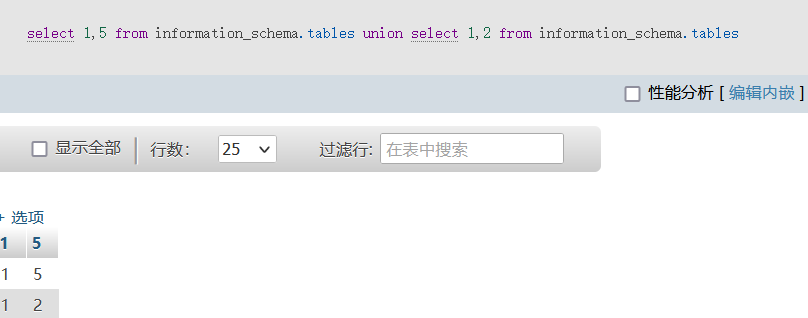 select 1,5 from information_schema.tables union select 1,2 from information_schema.tables
性能分析 [ 编辑内嵌 ]
显示全部 行数： 25 过滤行: 在表中搜索
+ 选项
1 5
1 5
1 2